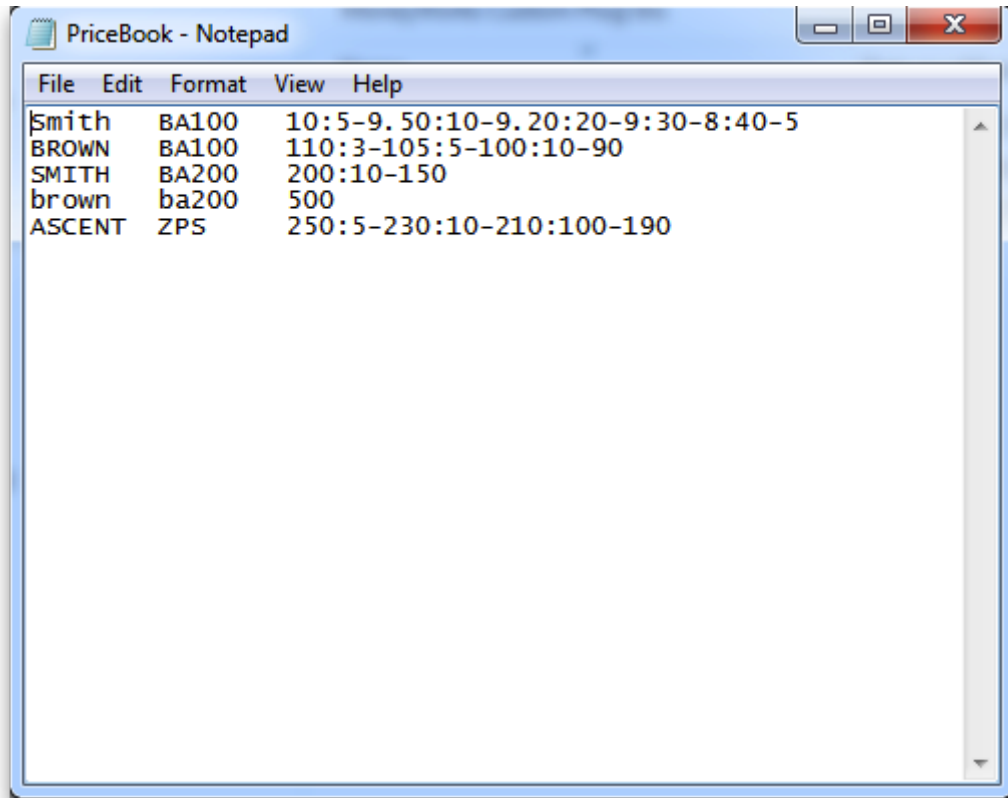 PriceBook - Notepad
File Edit Format View Help
Smith BA100 10:5-9.50:10-9.20:20-9:30-8:40-5
BROWN BA100 110:3-105:5-100:10-90
SMITH BA200 200:10-150
brown ba200 500
ASCENT ZPS 250:5-230:10-210:100-190